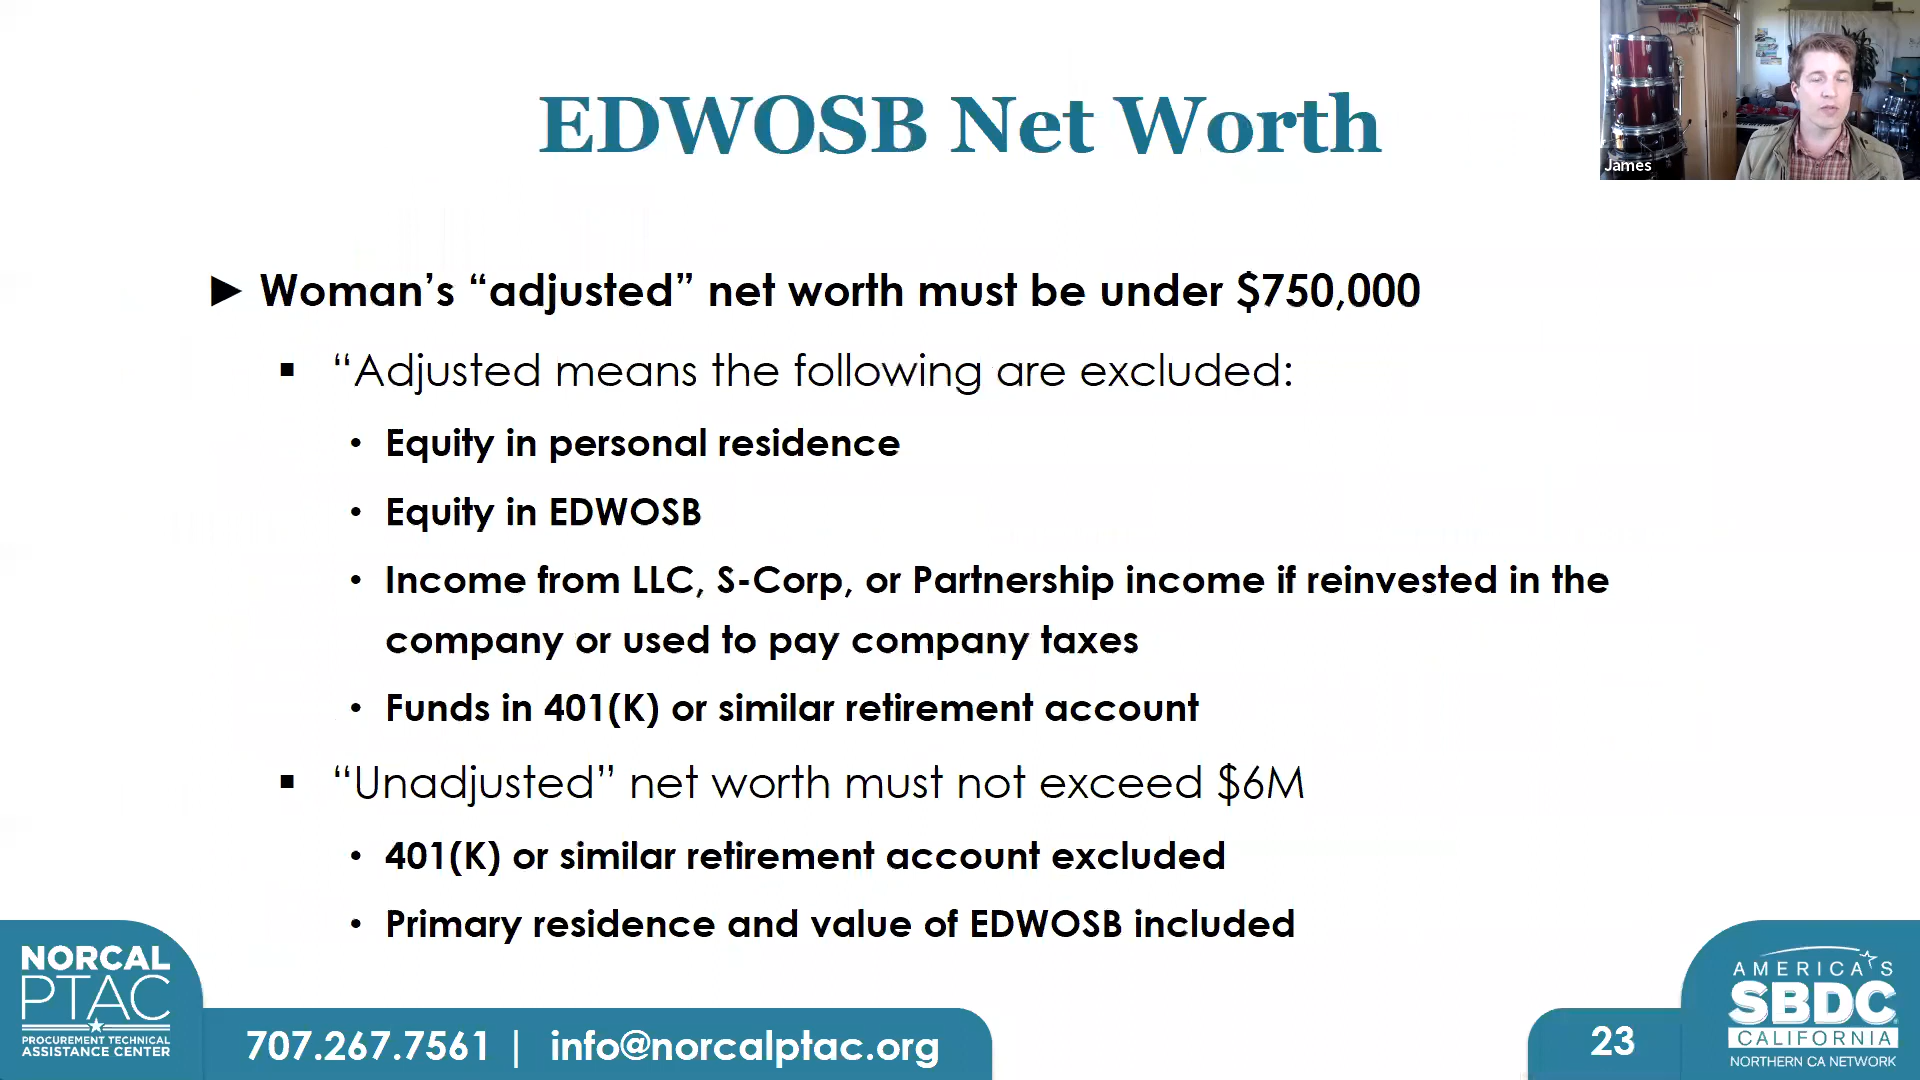 EDWOSB Net Worth
James
► Woman’s “adjusted” net worth must be under $750,000
▪ “Adjusted means the following are excluded:
• Equity in personal residence
• Equity in EDWOSB
• Income from LLC, S-Corp, or Partnership income if reinvested in the
company or used to pay company taxes
• Funds in 401(K) or similar retirement account
▪ “Unadjusted” net worth must not exceed $6M
• 401(K) or similar retirement account excluded
• Primary residence and value of EDWOSB included
NORCAL
PTAC
PROCUREMENT TECHNICAL
ASSISTANCE CENTER
707.267.7561 | info@norcalptac.org
23
AMERICA'S
SBDC
CALIFORNIA
NORTHERN CA NETWORK